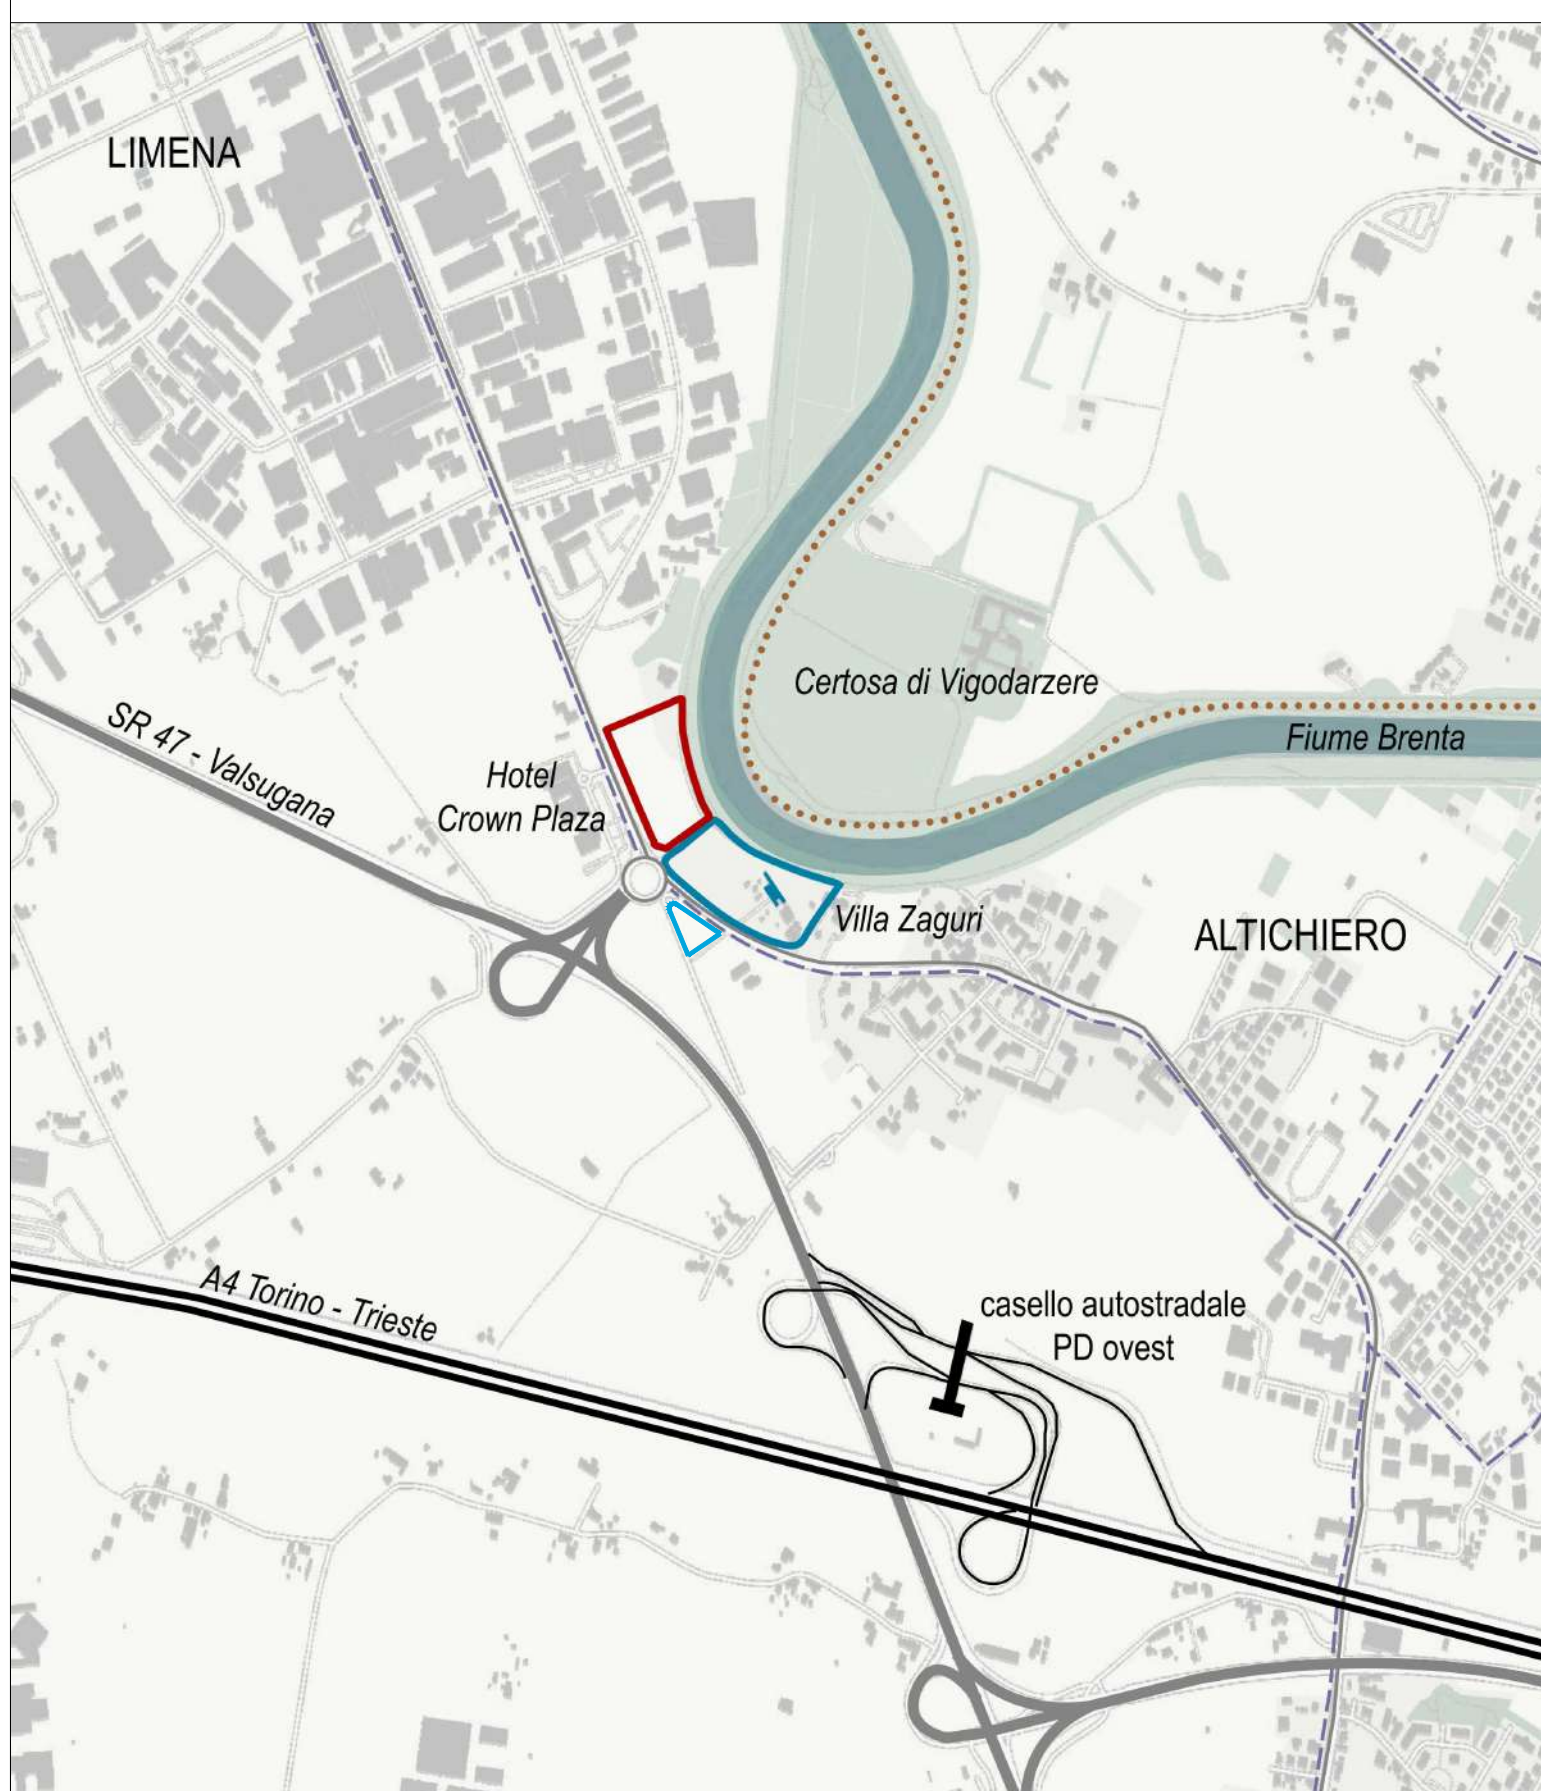 LIMENA
Certosa di Vigodarzere
SR 47 - Valsugana
Fiume Brenta
Hotel
Crown Plaza
Villa Zaguri
ALTICHIERO
A4 Torino - Trieste
casello autostradale
PD ovest